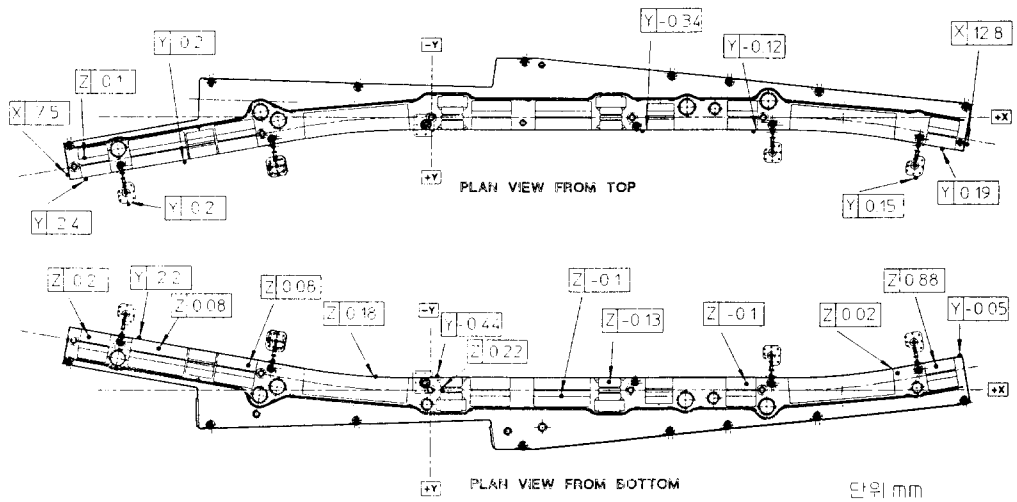 X 12.8
-Y
Y -0.34
Y 0.2
Y -0.12
Z 0.1
X 7.5
+X
+Y
PLAN VIEW FROM TOP
Y 0.2
Y 2.4
Y 0.15
Y 0.19
Z 0.2
Y 2.2
Z 0.08
Z 0.08
Z 0.18
-Y
Y -0.44
Z 0.22
Z -0.1
Z -0.13
Z -0.1
Z 0.02
Z 0.88
Y -0.05
+X
+Y
PLAN VIEW FROM BOTTOM
단위 mm